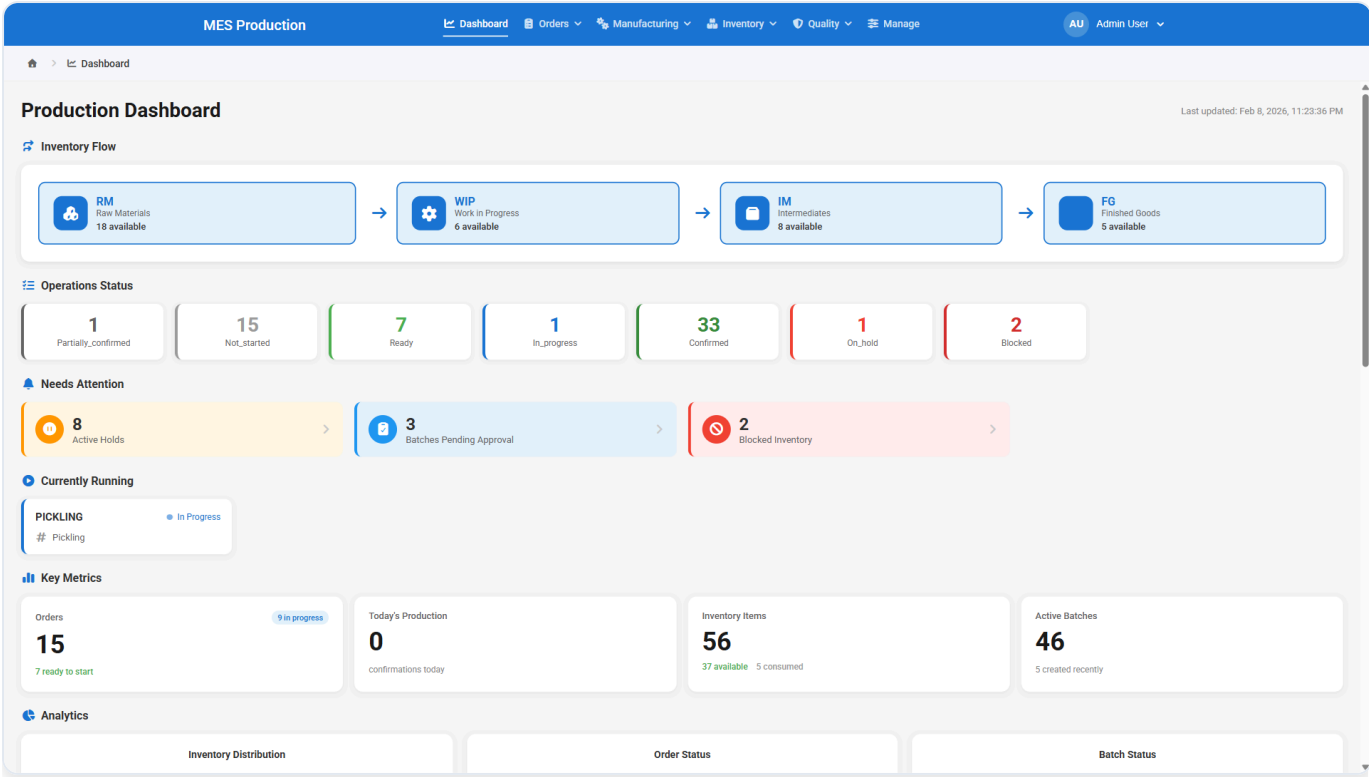 MES Production
Dashboard
Orders
Manufacturing
Inventory
Quality
Manage
AU
Admin User
Dashboard
Production Dashboard
Last updated: Feb 8, 2026, 11:23:36 PM
Inventory Flow
RM
Raw Materials
18 available
WIP
Work in Progress
6 available
IM
Intermediates
8 available
FG
Finished Goods
5 available
Operations Status
1
Partially_confirmed
15
Not_started
7
Ready
1
In_progress
33
Confirmed
1
On_hold
2
Blocked
Needs Attention
8
Active Holds
3
Batches Pending Approval
2
Blocked Inventory
Currently Running
PICKLING
In Progress
# Pickling
Key Metrics
Orders
9 in progress
15
7 ready to start
Today's Production
0
confirmations today
Inventory Items
56
37 available 5 consumed
Active Batches
46
5 created recently
Analytics
Inventory Distribution
Order Status
Batch Status